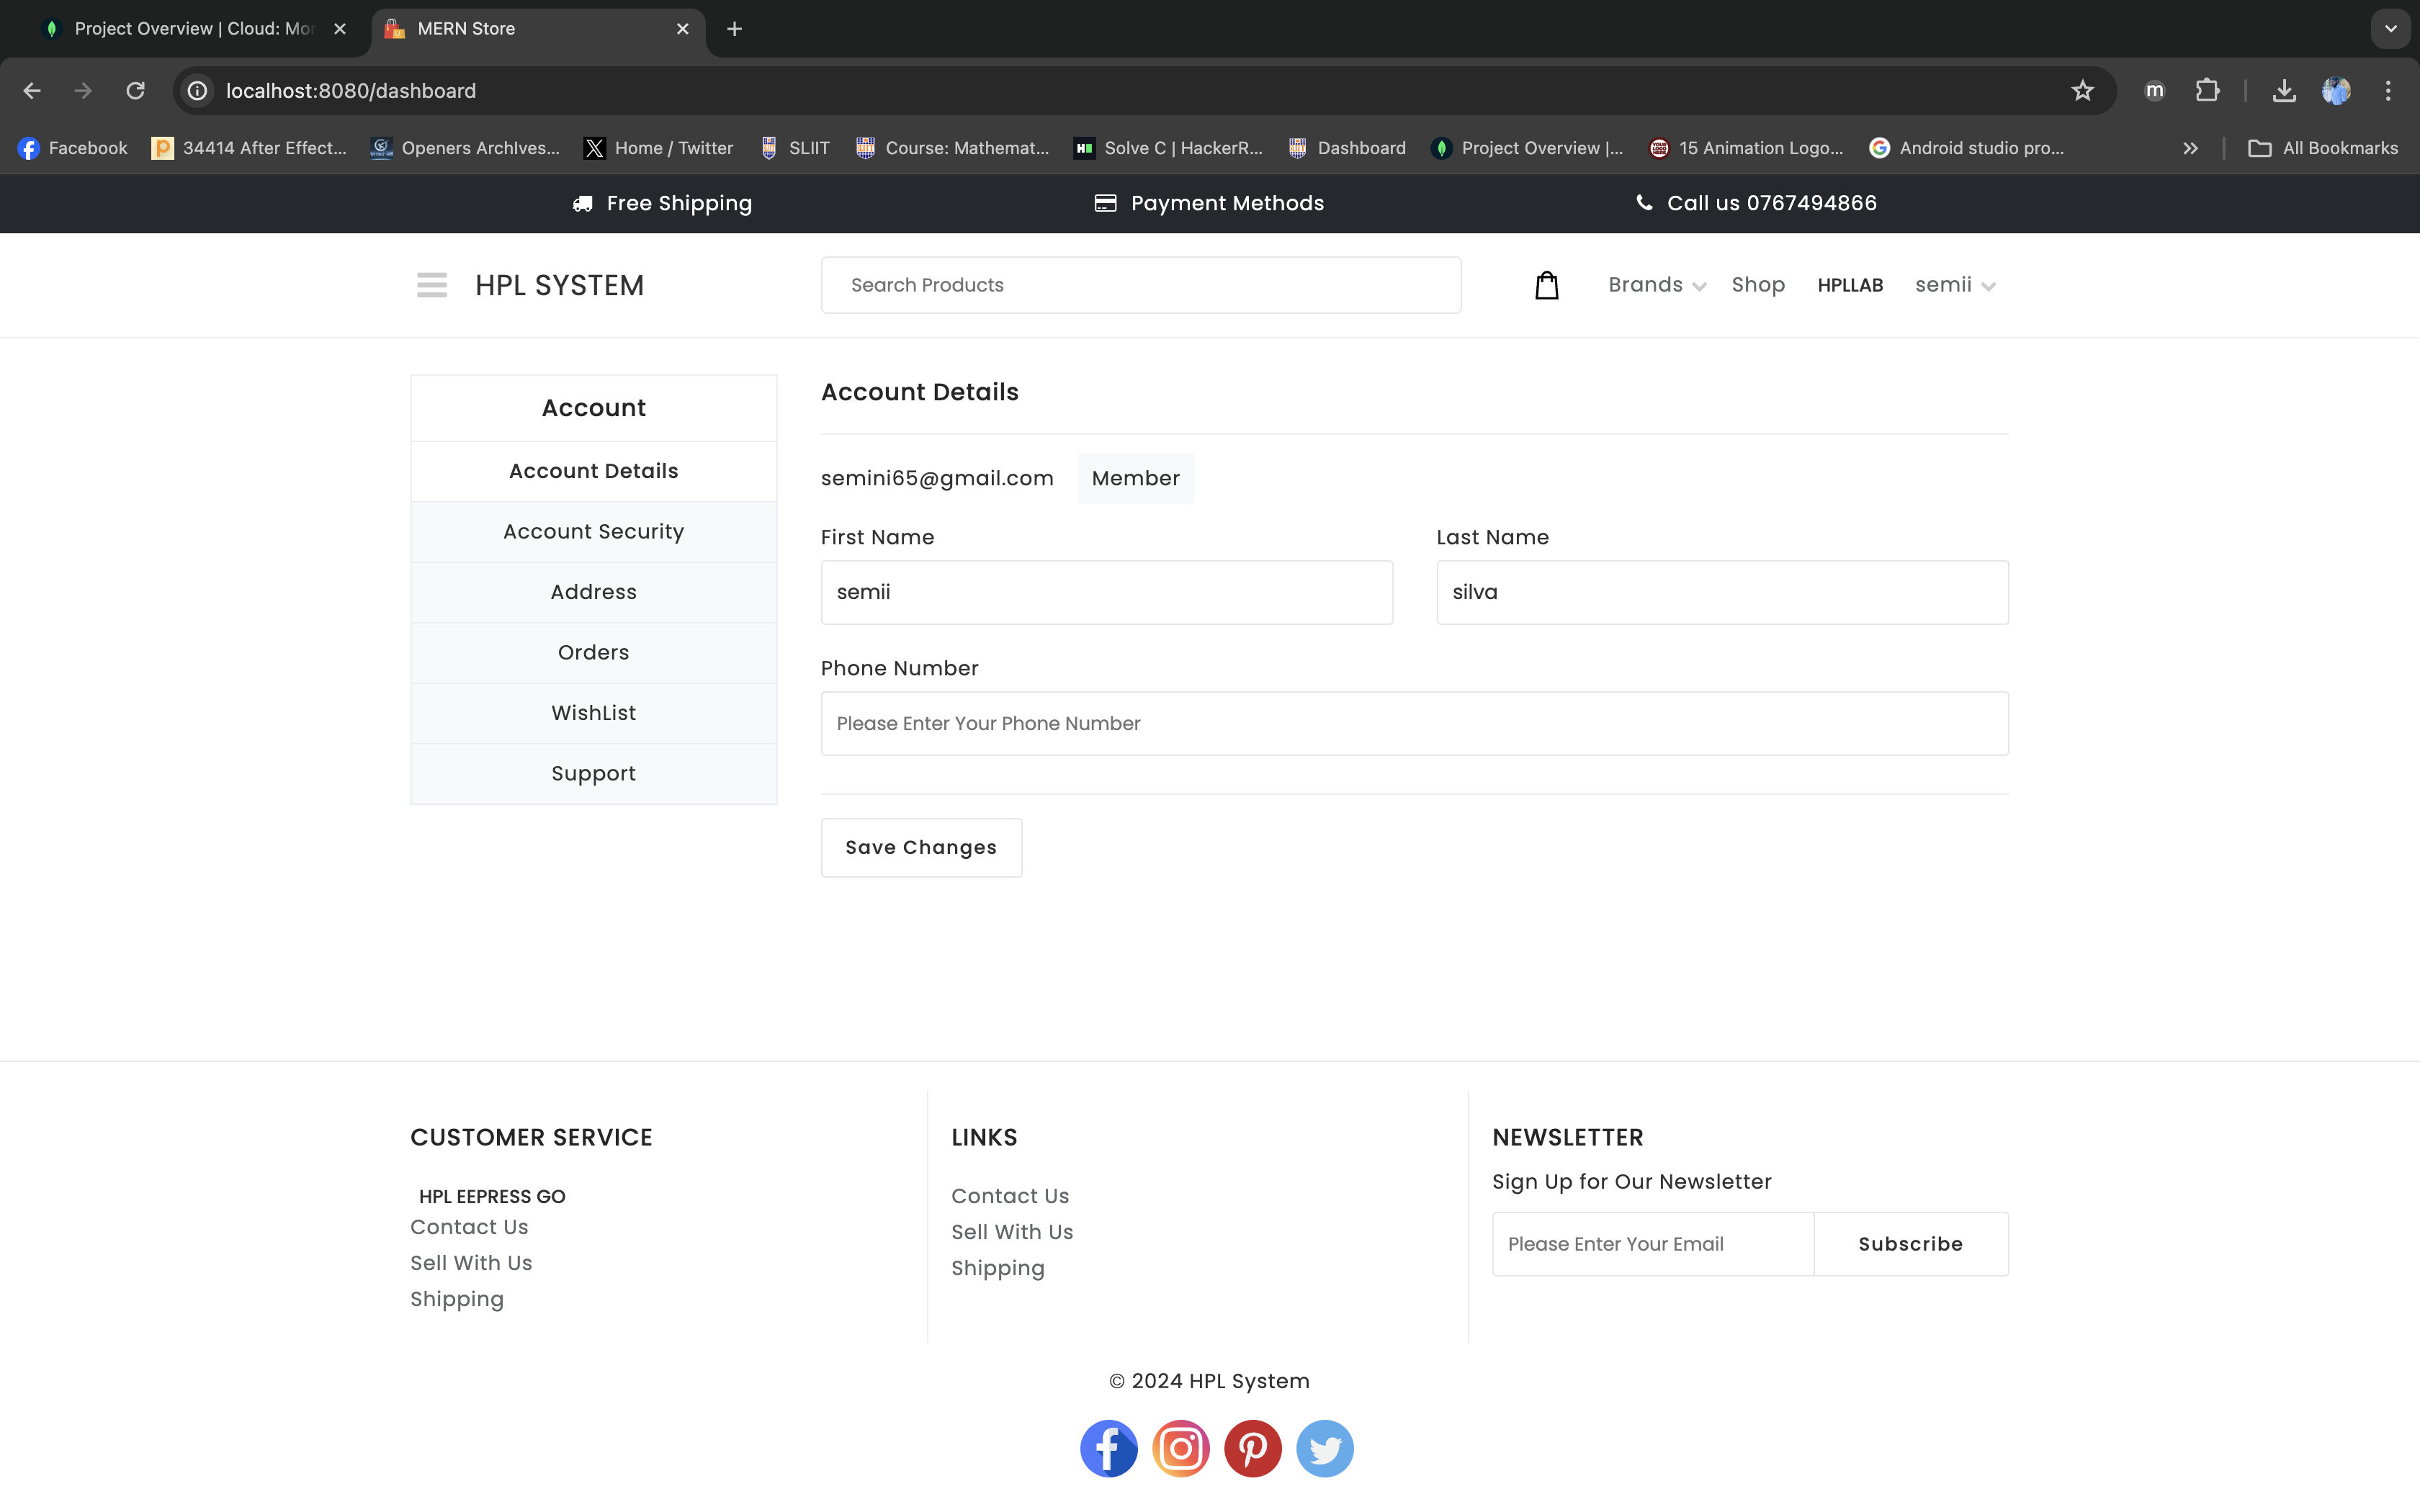 Project Overview | Cloud: Mon
MERN Store
localhost:8080/dashboard
m
Facebook
34414 After Effect...
Openers ArchIves...
Home / Twitter
SLIIT
Course: Mathemat...
Solve C | HackerR...
Dashboard
Project Overview |...
15 Animation Logo...
Android studio pro...
All Bookmarks
Free Shipping
Payment Methods
Call us 0767494866
HPL SYSTEM
Search Products
Brands
Shop
HPLLAB
semii
Account
Account Details
Account Security
Address
Orders
WishList
Support
Account Details
semini65@gmail.com
Member
First Name
Last Name
semii
silva
Phone Number
Please Enter Your Phone Number
Save Changes
CUSTOMER SERVICE
HPL EEPRESS GO
Contact Us
Sell With Us
Shipping
LINKS
Contact Us
Sell With Us
Shipping
NEWSLETTER
Sign Up for Our Newsletter
Please Enter Your Email
Subscribe
© 2024 HPL System